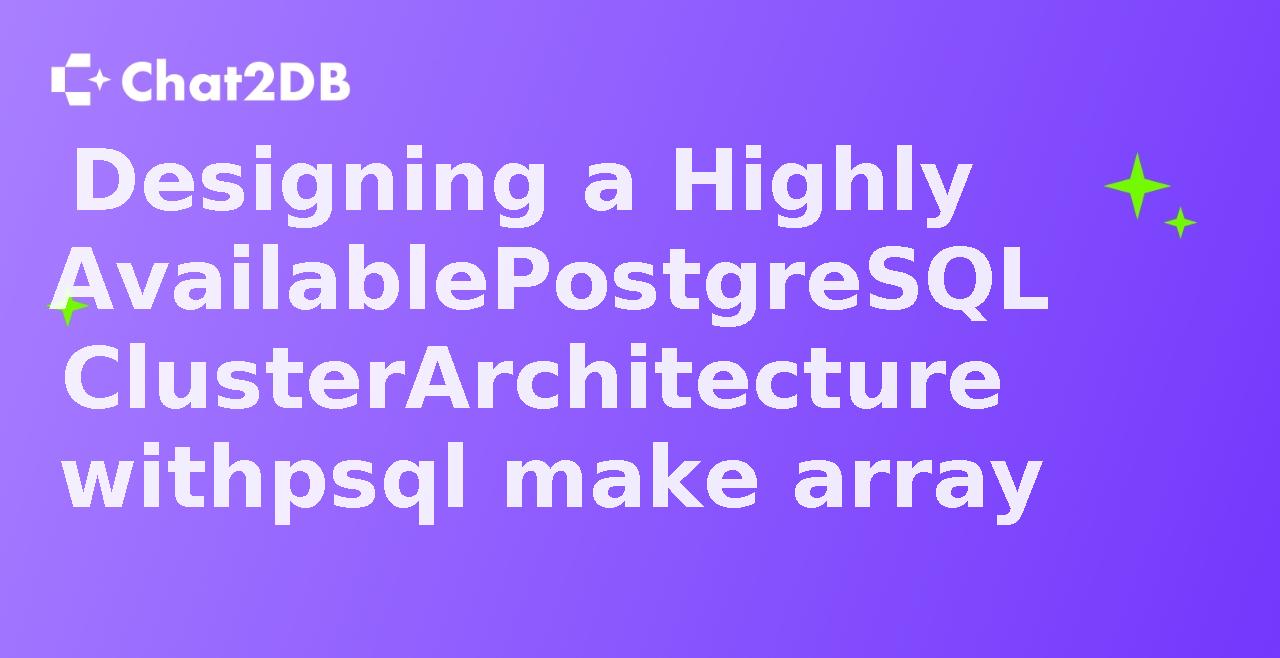 Chat2DB
Designing a Highly
AvailablePostgreSQL
ClusterArchitecture
withpsql make array